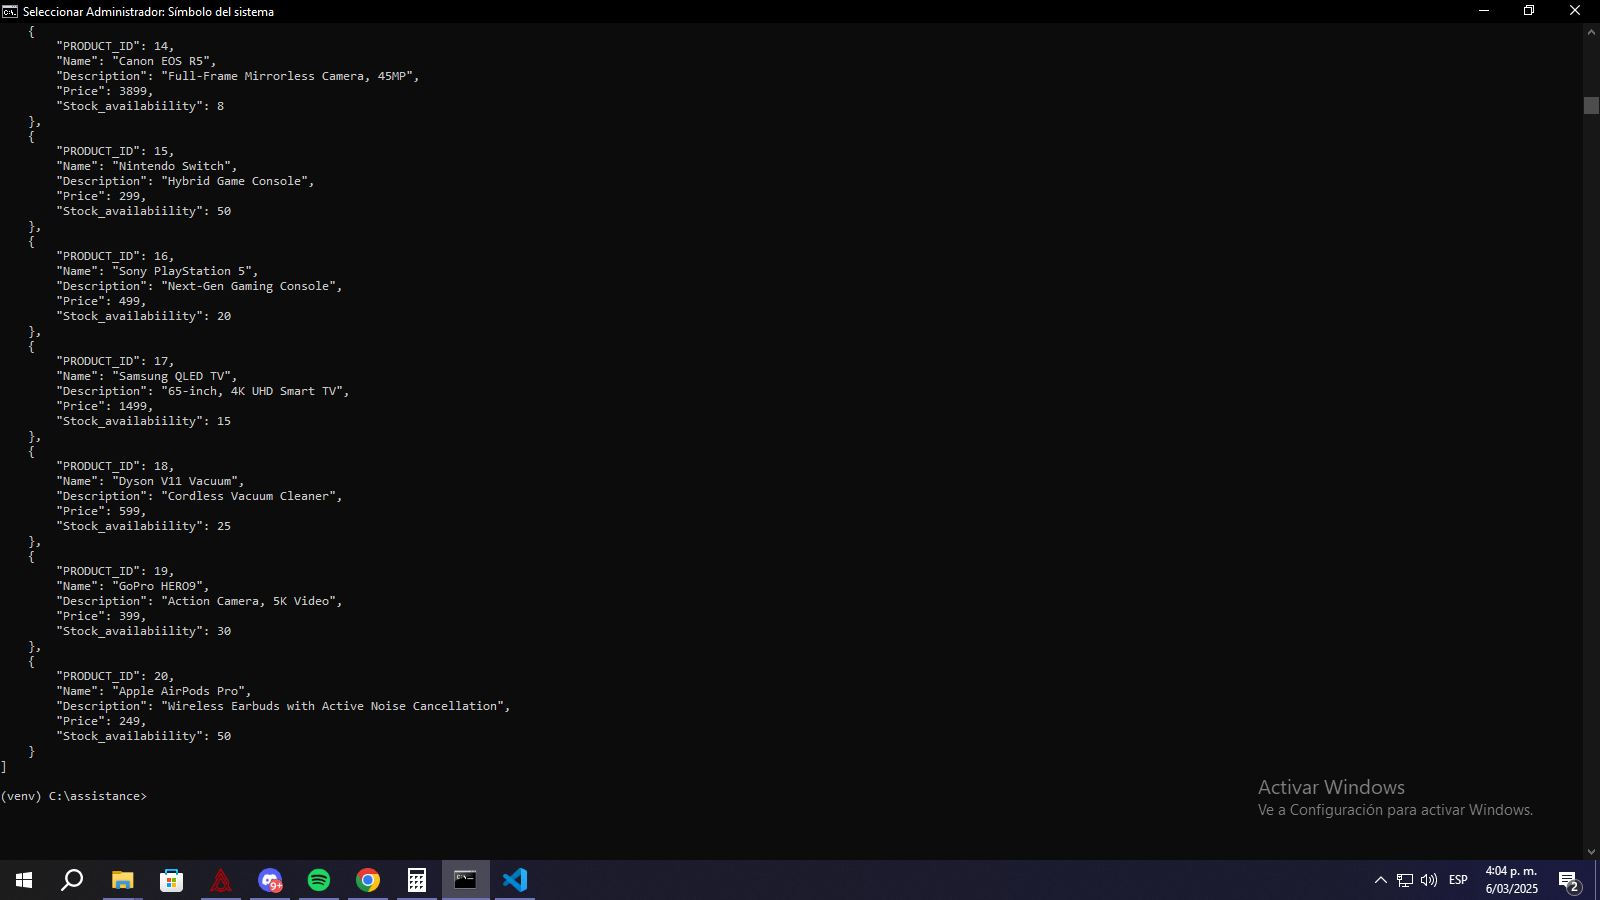 Seleccionar Administrador: Símbolo del sistema
    {
        "PRODUCT_ID": 14,
        "Name": "Canon EOS R5",
        "Description": "Full-Frame Mirrorless Camera, 45MP",
        "Price": 3899,
        "Stock_availabiility": 8
    },
    {
        "PRODUCT_ID": 15,
        "Name": "Nintendo Switch",
        "Description": "Hybrid Game Console",
        "Price": 299,
        "Stock_availabiility": 50
    },
    {
        "PRODUCT_ID": 16,
        "Name": "Sony PlayStation 5",
        "Description": "Next-Gen Gaming Console",
        "Price": 499,
        "Stock_availabiility": 20
    },
    {
        "PRODUCT_ID": 17,
        "Name": "Samsung QLED TV",
        "Description": "65-inch, 4K UHD Smart TV",
        "Price": 1499,
        "Stock_availabiility": 15
    },
    {
        "PRODUCT_ID": 18,
        "Name": "Dyson V11 Vacuum",
        "Description": "Cordless Vacuum Cleaner",
        "Price": 599,
        "Stock_availabiility": 25
    },
    {
        "PRODUCT_ID": 19,
        "Name": "GoPro HERO9",
        "Description": "Action Camera, 5K Video",
        "Price": 399,
        "Stock_availabiility": 30
    },
    {
        "PRODUCT_ID": 20,
        "Name": "Apple AirPods Pro",
        "Description": "Wireless Earbuds with Active Noise Cancellation",
        "Price": 249,
        "Stock_availabiility": 50
    }
]
(venv) C:\assistance>
Activar Windows
Ve a Configuración para activar Windows.
9+
ESP
4:04 p. m.
6/03/2025
2